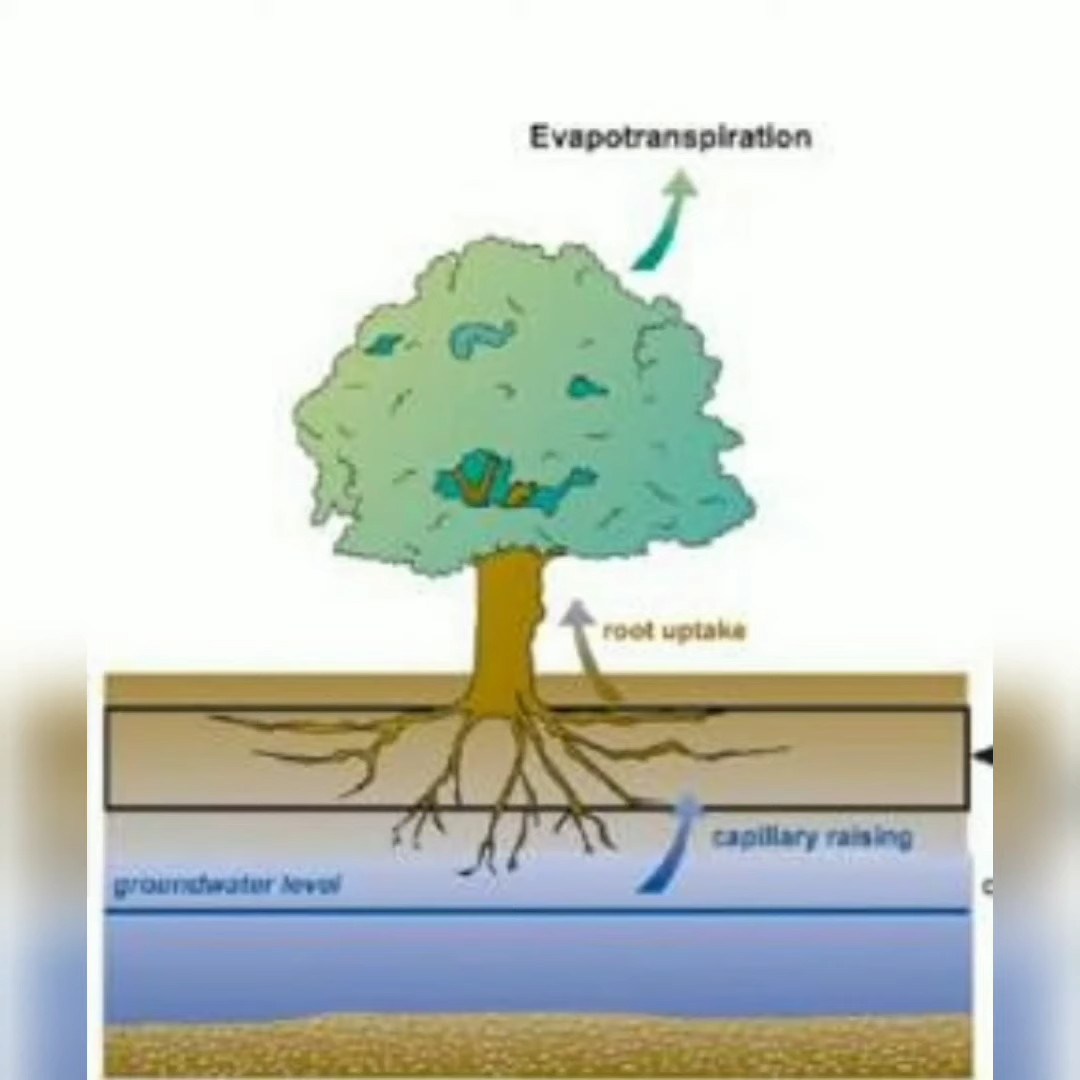 Evapotranspiration
root uptake
capillary raising
groundwater level